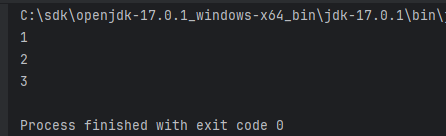 C:\sdk\openjdk-17.0.1_windows-x64_bin\jdk-17.0.1\bin\
1
2
3
Process finished with exit code 0